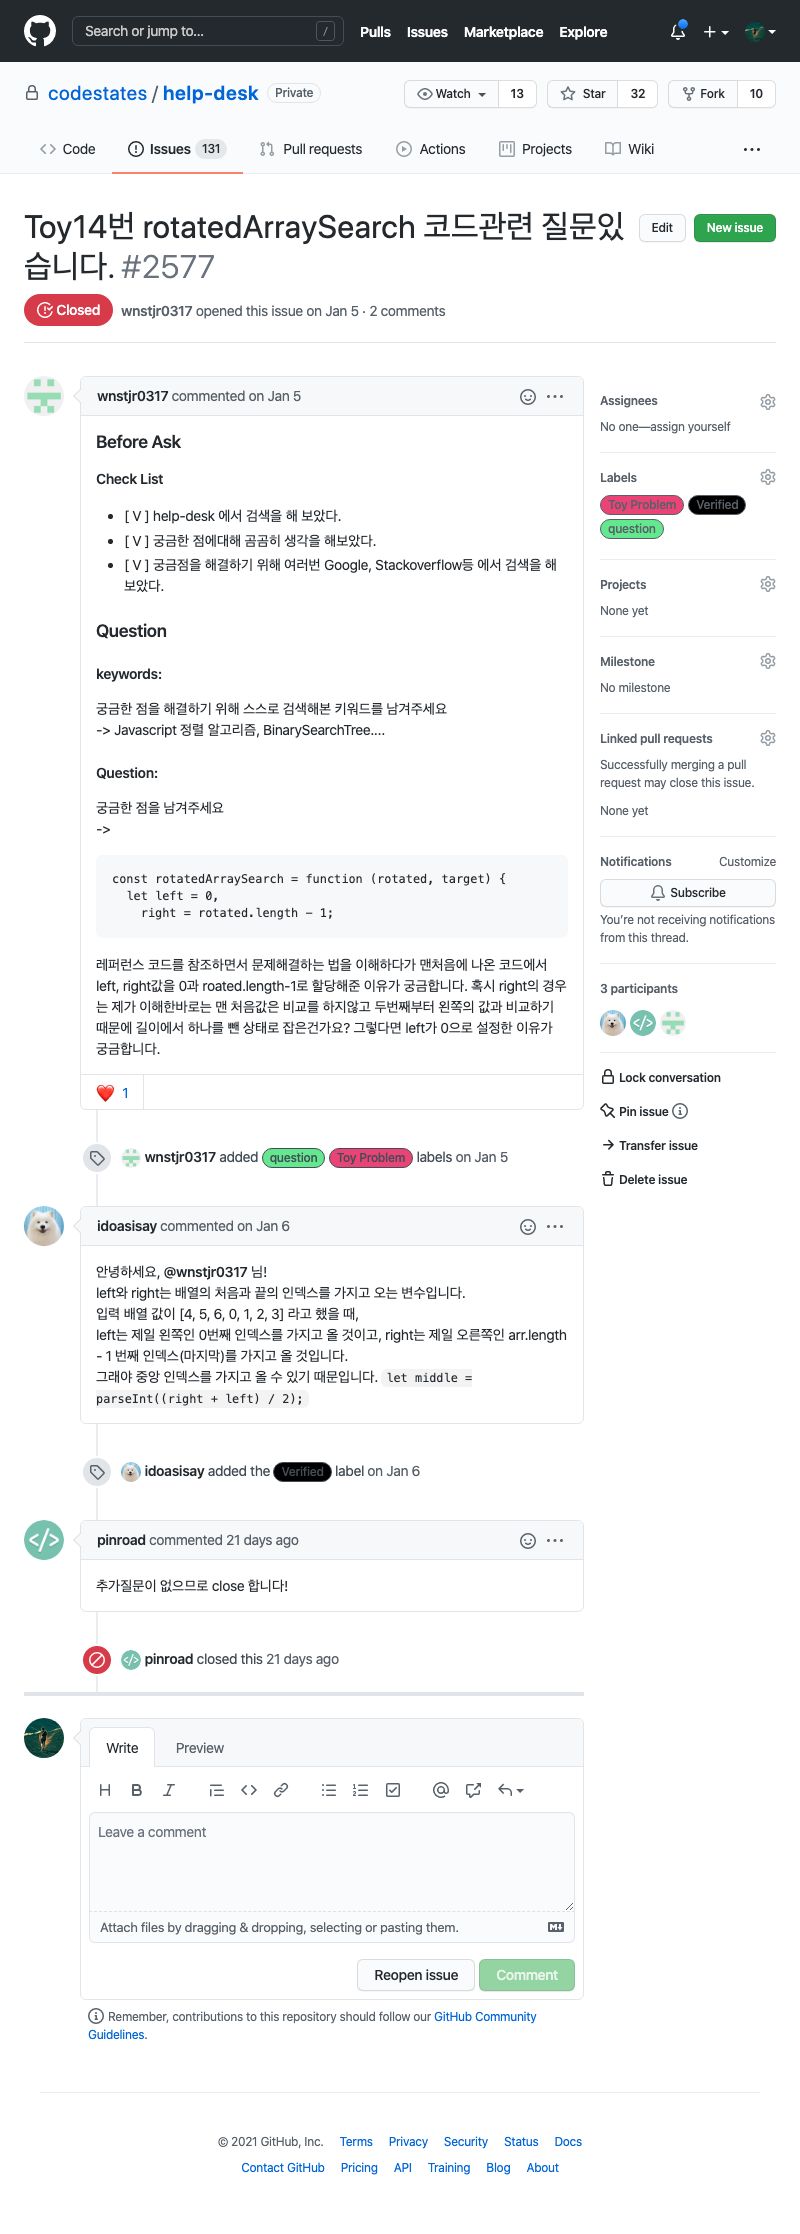 Search or jump to...
/
Pulls
Issues
Marketplace
Explore
codestates / help-desk
Private
Watch
13
Star
32
Fork
10
Code
Issues 131
Pull requests
Actions
Projects
Wiki
Toy14번 rotatedArraySearch 코드관련 질문있
습니다. #2577
Edit
New issue
Closed
wnstjr0317 opened this issue on Jan 5 · 2 comments
wnstjr0317 commented on Jan 5
Before Ask
Check List
[ V ] help-desk 에서 검색을 해 보았다.
[ V ] 궁금한 점에대해 곰곰히 생각을 해보았다.
[ V ] 궁금점을 해결하기 위해 여러번 Google, Stackoverflow등 에서 검색을 해
보았다.
Question
keywords:
궁금한 점을 해결하기 위해 스스로 검색해본 키워드를 남겨주세요
-> Javascript 정렬 알고리즘, BinarySearchTree....
Question:
궁금한 점을 남겨주세요
->
const rotatedArraySearch = function (rotated, target) {
let left = 0,
right = rotated.length - 1;
레퍼런스 코드를 참조하면서 문제해결하는 법을 이해하다가 맨처음에 나온 코드에서
left, right값을 0과 roated.length-1로 할당해준 이유가 궁금합니다. 혹시 right의 경우
는 제가 이해한바로는 맨 처음값은 비교를 하지않고 두번째부터 왼쪽의 값과 비교하기
때문에 길이에서 하나를 뺀 상태로 잡은건가요? 그렇다면 left가 0으로 설정한 이유가
궁금합니다.
❤️ 1
wnstjr0317 added question Toy Problem labels on Jan 5
idoasisay commented on Jan 6
안녕하세요, @wnstjr0317 님!
left와 right는 배열의 처음과 끝의 인덱스를 가지고 오는 변수입니다.
입력 배열 값이 [4, 5, 6, 0, 1, 2, 3] 라고 했을 때,
left는 제일 왼쪽인 0번째 인덱스를 가지고 올 것이고, right는 제일 오른쪽인 arr.length
- 1 번째 인덱스(마지막)를 가지고 올 것입니다.
그래야 중앙 인덱스를 가지고 올 수 있기 때문입니다. let middle =
parseInt((right + left) / 2);
idoasisay added the Verified label on Jan 6
pinroad commented 21 days ago
추가질문이 없으므로 close 합니다!
pinroad closed this 21 days ago
Assignees
No one—assign yourself
Labels
Toy Problem
Verified
question
Projects
None yet
Milestone
No milestone
Linked pull requests
Successfully merging a pull
request may close this issue.
None yet
Notifications
Customize
Subscribe
You're not receiving notifications
from this thread.
3 participants
Lock conversation
Pin issue
Transfer issue
Delete issue
Write
Preview
H B I
Leave a comment
Attach files by dragging & dropping, selecting or pasting them.
Reopen issue
Comment
Remember, contributions to this repository should follow our GitHub Community
Guidelines.
© 2021 GitHub, Inc.
Terms
Privacy
Security
Status
Docs
Contact GitHub
Pricing
API
Training
Blog
About